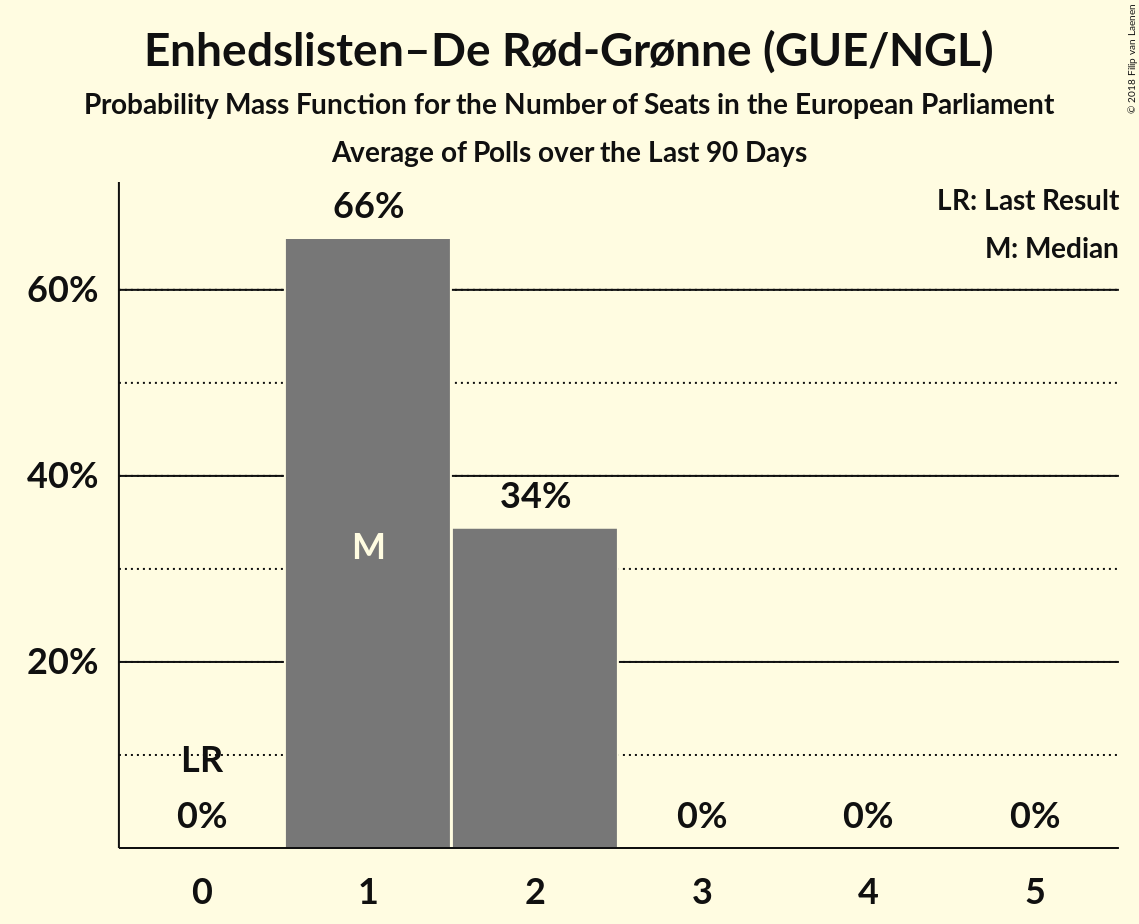 Enhedslisten–De Rød-Grønne (GUE/NGL)
Probability Mass Function for the Number of Seats in the European Parliament
Average of Polls over the Last 90 Days
© 2018 Filip van Laenen
LR: Last Result
M: Median
66%
60%
40%
34%
M
20%
LR
0%
0%
0%
0%
0
1
2
3
4
5